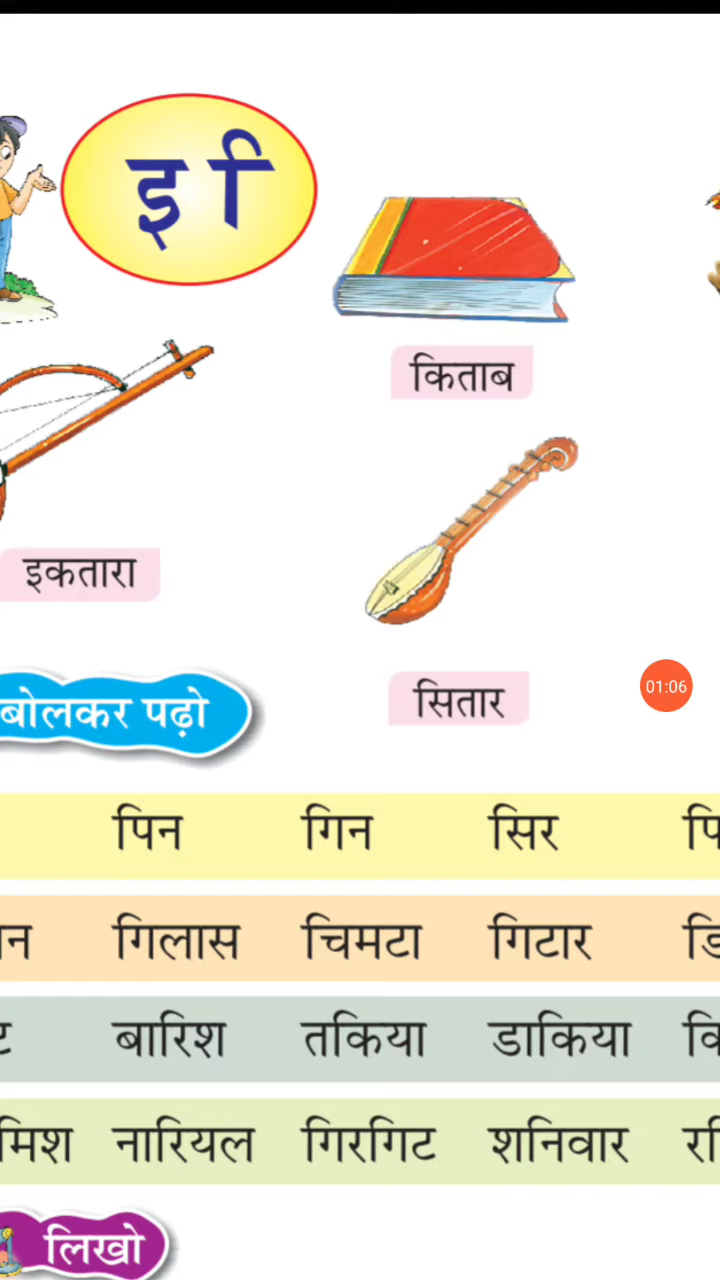 इ ि
किताब
इकतारा
सितार
01:06
बोलकर पढ़ो
पिन गिन सिर
गिलास चिमटा गिटार
बारिश तकिया डाकिया
नारियल गिरगिट शनिवार
लिखो